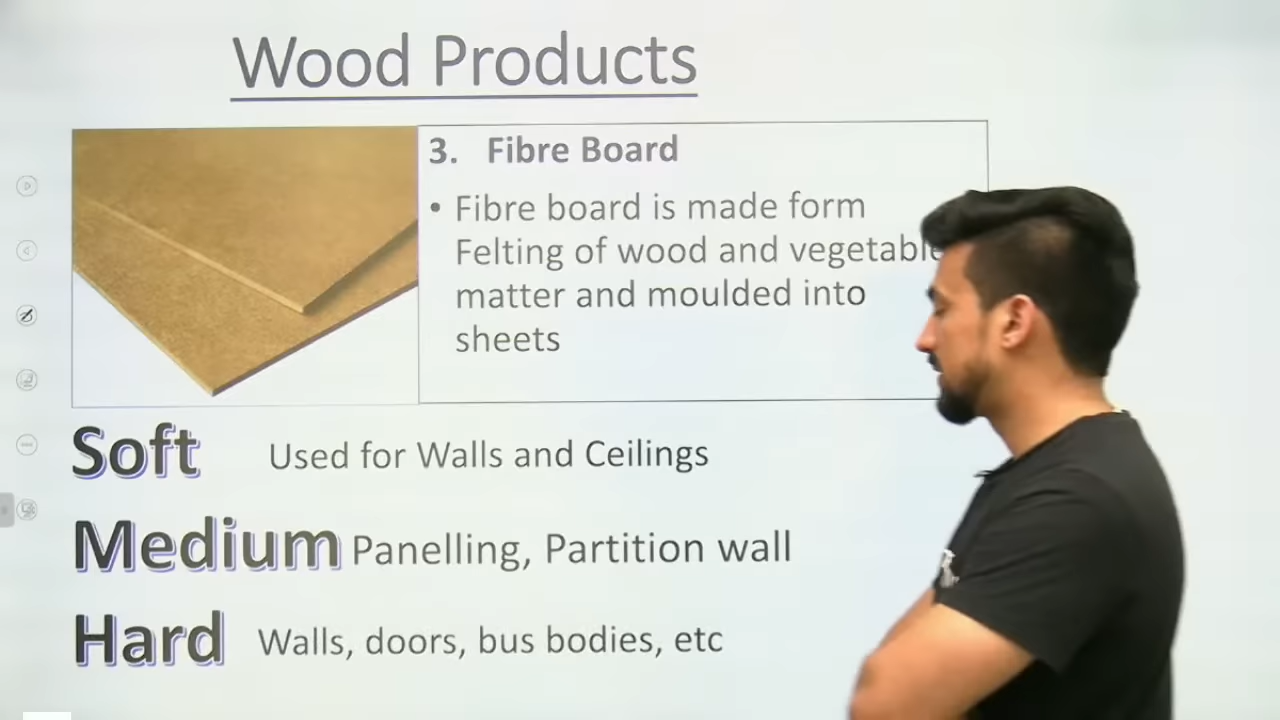 Wood Products
3. Fibre Board
• Fibre board is made form
Felting of wood and vegetable
matter and moulded into
sheets
Soft Used for Walls and Ceilings
Medium Panelling, Partition wall
Hard Walls, doors, bus bodies, etc